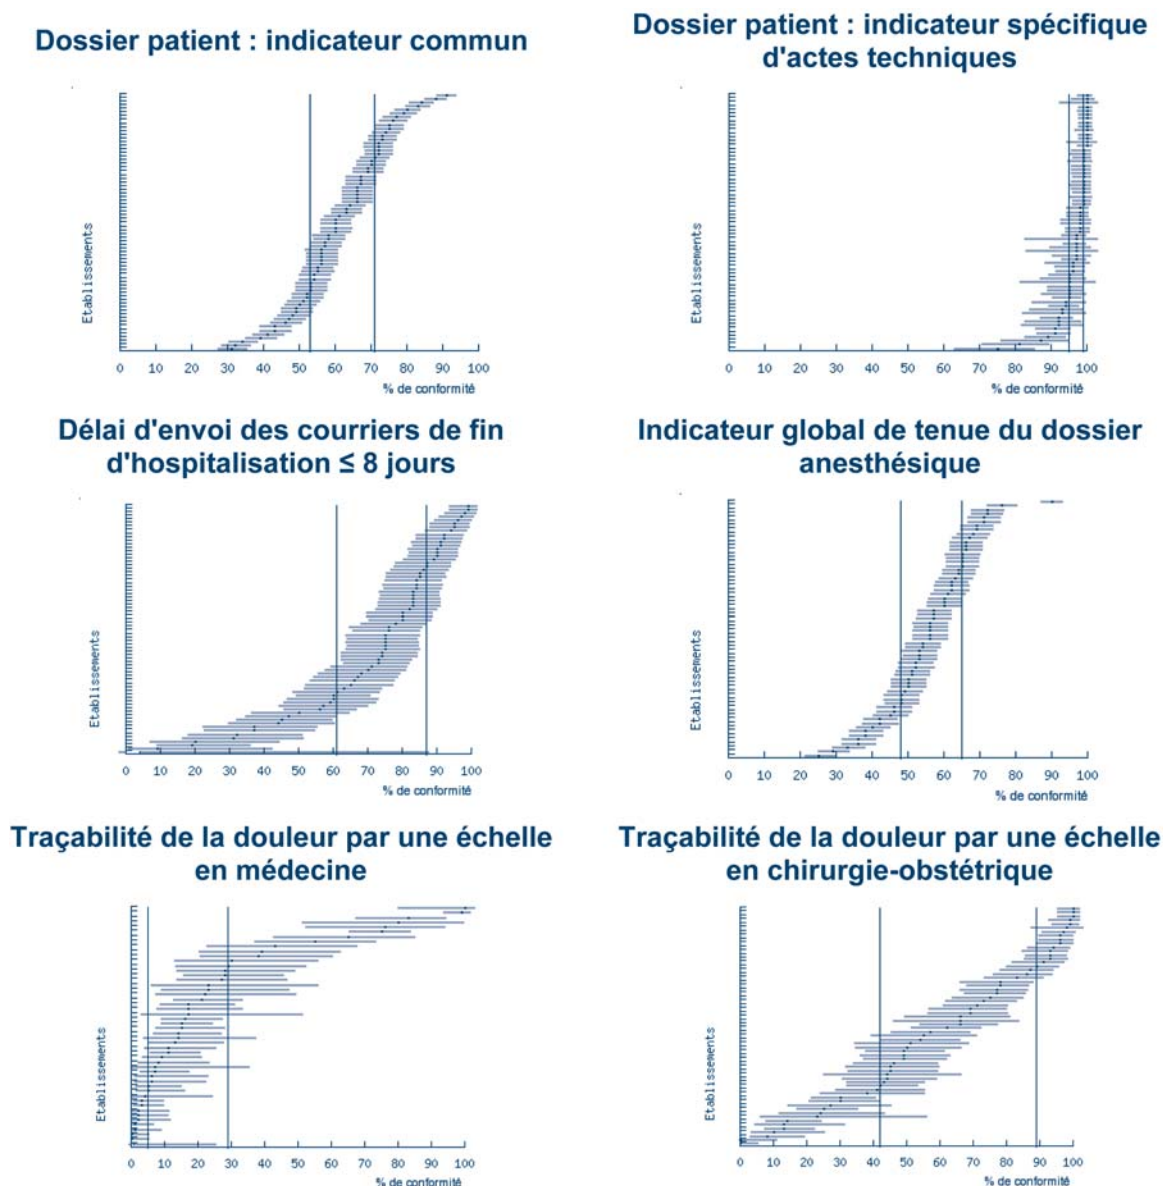 Dossier patient : indicateur commun
Etablissements
0 10 20 30 40 50 60 70 80 90 100
% de conformité
Dossier patient : indicateur spécifique
d'actes techniques
Etablissements
0 10 20 30 40 50 60 70 80 90 100
% de conformité
Délai d'envoi des courriers de fin
d'hospitalisation ≤ 8 jours
Etablissements
0 10 20 30 40 50 60 70 80 90 100
% de conformité
Indicateur global de tenue du dossier
anesthésique
Etablissements
0 10 20 30 40 50 60 70 80 90 100
% de conformité
Traçabilité de la douleur par une échelle
en médecine
Etablissements
0 10 20 30 40 50 60 70 80 90 100
% de conformité
Traçabilité de la douleur par une échelle
en chirurgie-obstétrique
Etablissements
0 10 20 30 40 50 60 70 80 90 100
% de conformité